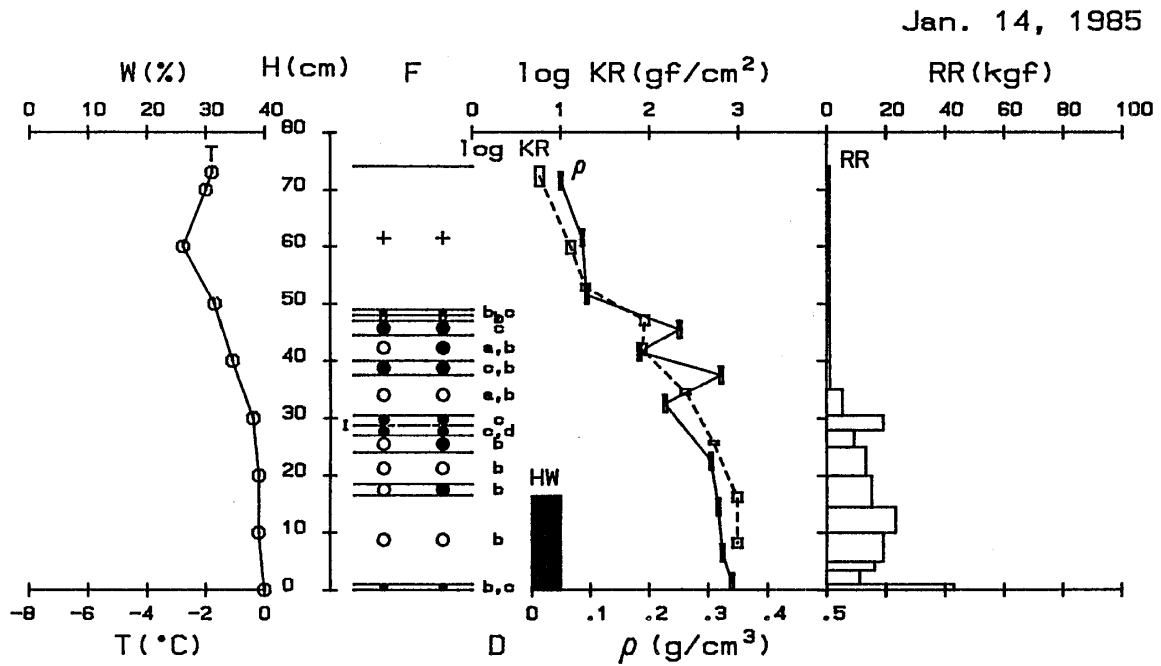 Jan. 14, 1985
W(%) H(cm) F log KR(gf/cm²) RR(kgf)
0 10 20 30 40 0 1 2 3 0 20 40 60 80 100
80
T log KR ρ RR
70
60
+ +
50
b,c
b
c
a,b
40
c,b
a,b
30
c
I c,d
b
20
b
HW
b
10
b
0
b,c
-8 -6 -4 -2 0 0 .1 .2 .3 .4 .5
T(°C) D ρ (g/cm³)